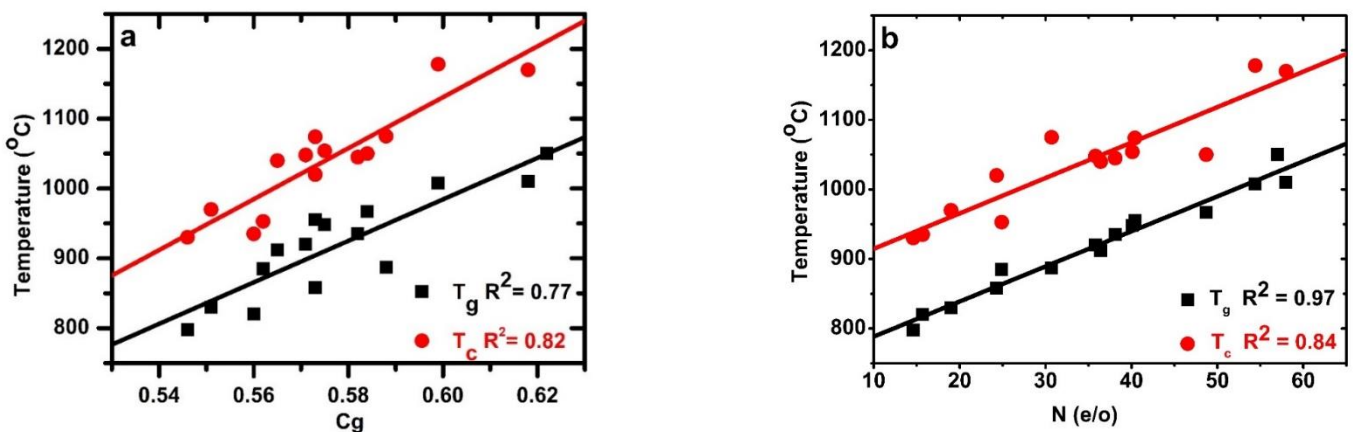 a
1200
1100
1000
900
800
Temperature (°C)
Tg R² = 0.77
Tc R² = 0.82
0.54 0.56 0.58 0.60 0.62
Cg
b
1200
1100
1000
900
800
Temperature (°C)
Tg R² = 0.97
Tc R² = 0.84
10 20 30 40 50 60
N (e/o)